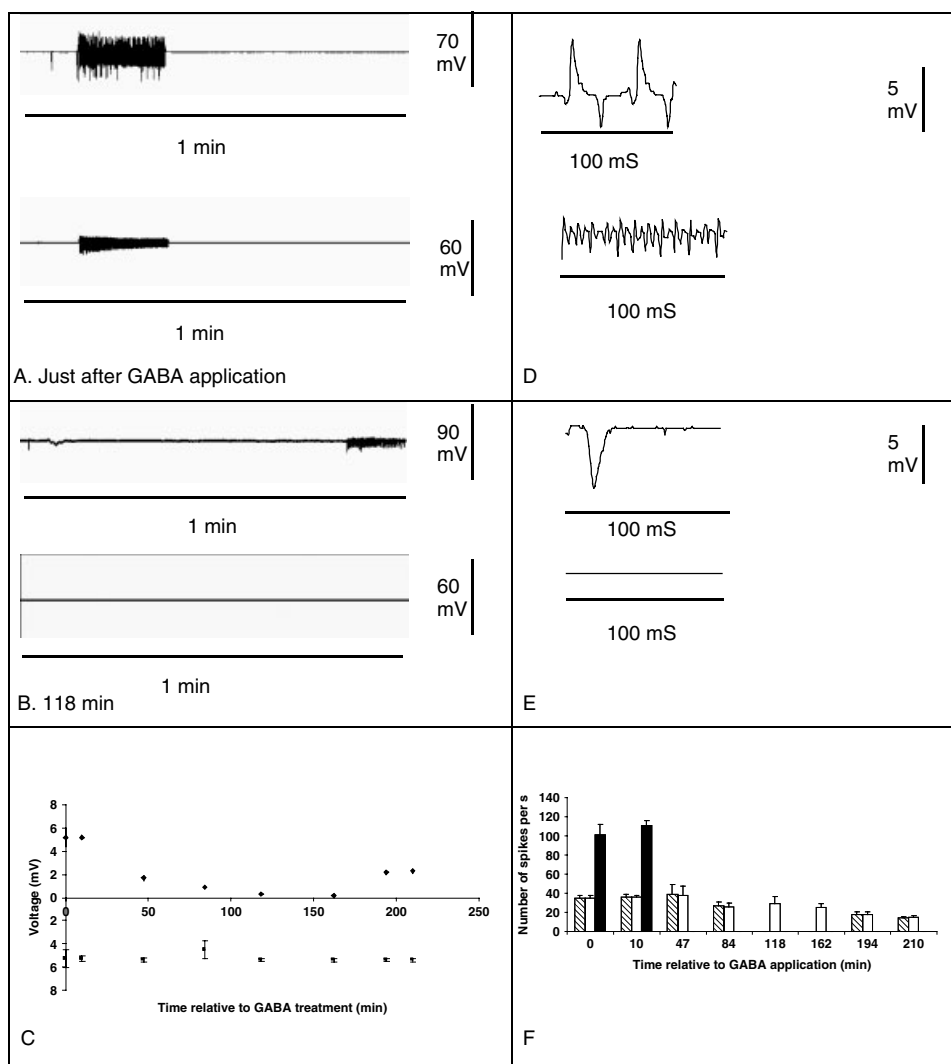 70
mV
1 min
60
mV
1 min
A. Just after GABA application
5
mV
100 mS
100 mS
D
90
mV
1 min
60
mV
1 min
B. 118 min
5
mV
100 mS
100 mS
E
8
6
4
2
0
2
4
6
8
0
50
100
150
200
250
Voltage (mV)
Time relative to GABA treatment (min)
C
140
120
100
80
60
40
20
0
Number of spikes per s
0
10
47
84
118
162
194
210
Time relative to GABA application (min)
F